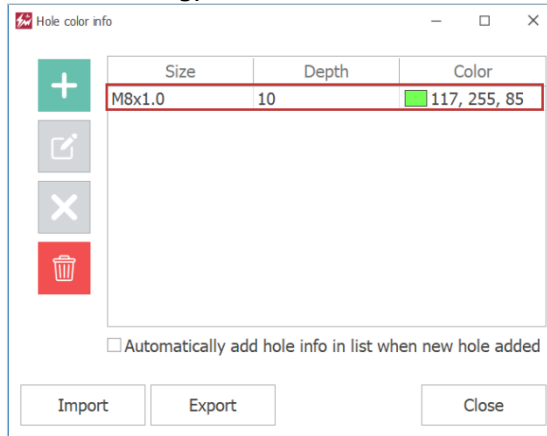 Hole color info
Size Depth Color
M8x1.0 10 117, 255, 85
Automatically add hole info in list when new hole added
Import Export Close